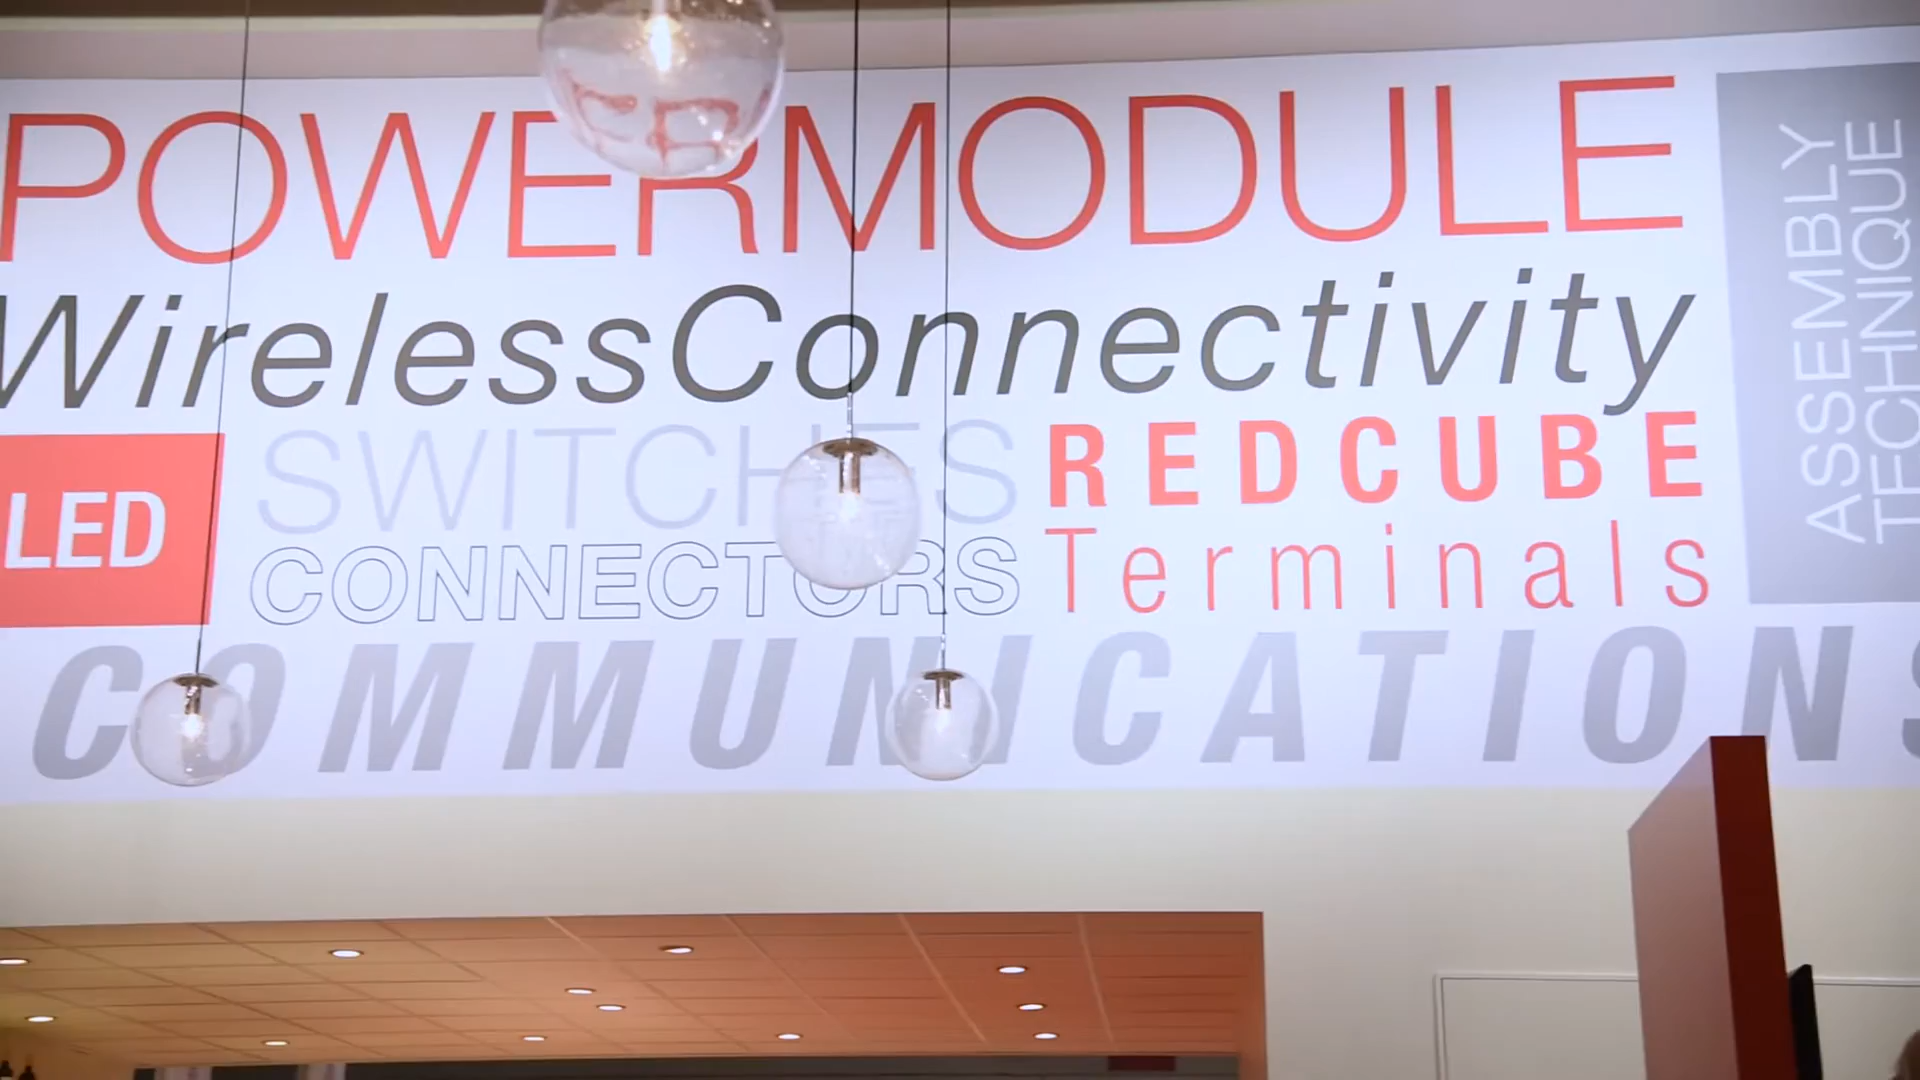 POWERMODULE
WirelessConnectivity
LED
SWITCHES
CONNECTORS
REDCUBE
Terminals
COMMUNICATIONS
ASSEMBLY
TECHNIQUE